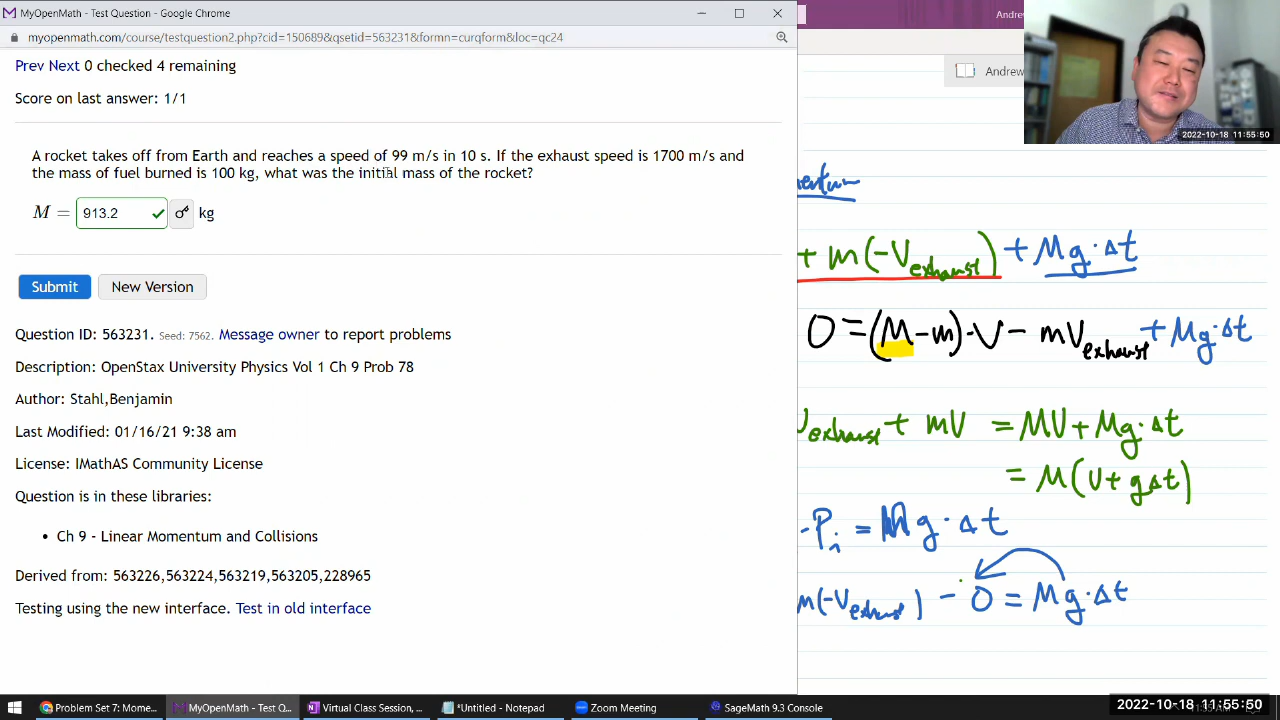 MyOpenMath - Test Question - Google Chrome
myopenmath.com/course/testquestion2.php?cid=150689&qsetid=563231&formn=curqform&loc=qc24
Prev Next 0 checked 4 remaining
Score on last answer: 1/1
A rocket takes off from Earth and reaches a speed of 99 m/s in 10 s. If the exhaust speed is 1700 m/s and
the mass of fuel burned is 100 kg, what was the initial mass of the rocket?
M = 913.2 kg
Submit New Version
Question ID: 563231. Seed: 7562. Message owner to report problems
Description: OpenStax University Physics Vol 1 Ch 9 Prob 78
Author: Stahl,Benjamin
Last Modified: 01/16/21 9:38 am
License: IMathAS Community License
Question is in these libraries:
• Ch 9 - Linear Momentum and Collisions
Derived from: 563226,563224,563219,563205,228965
Testing using the new interface. Test in old interface
Andrew
Andrew
2022-10-18 11:55:50
entum
+ m(-Vexhaust) + Mg·Δt
0 = (M-m)·V - mVexhaust + Mg·Δt
Vexhaust + mV = MV + Mg·Δt
= M(V + gΔt)
-Pi = Mg·Δt
m(-Vexhaust) - 0 = Mg·Δt
Problem Set 7: Mome...
MyOpenMath - Test Q...
Virtual Class Session, ...
*Untitled - Notepad
Zoom Meeting
SageMath 9.3 Console
2022-10-18 11:55:50